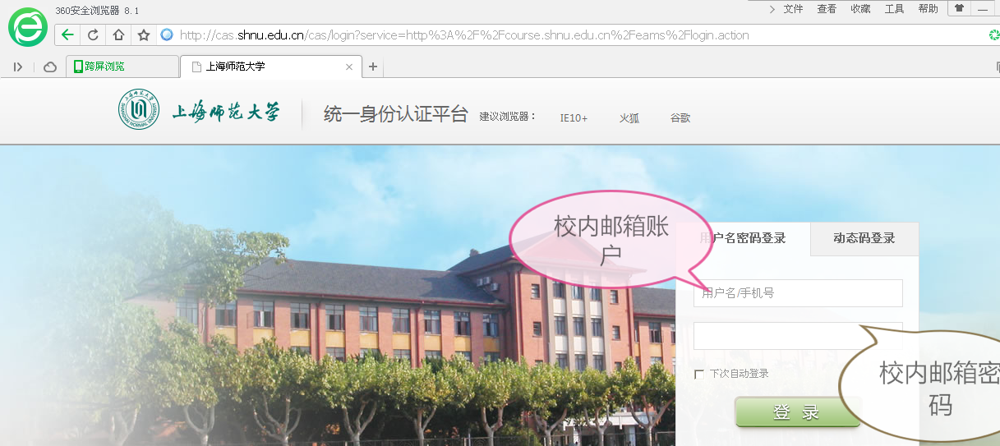 360安全浏览器 8.1
文件 查看 收藏 工具 帮助
http://cas.shnu.edu.cn/cas/login?service=http%3A%2F%2Fcourse.shnu.edu.cn%2Feams%2Flogin.action
跨屏浏览 上海师范大学
上海师范大学 统一身份认证平台 建议浏览器： IE10+ 火狐 谷歌
校内邮箱账
户
用户名密码登录 动态码登录
用户名/手机号
下次自动登录
校内邮箱密
码
登 录